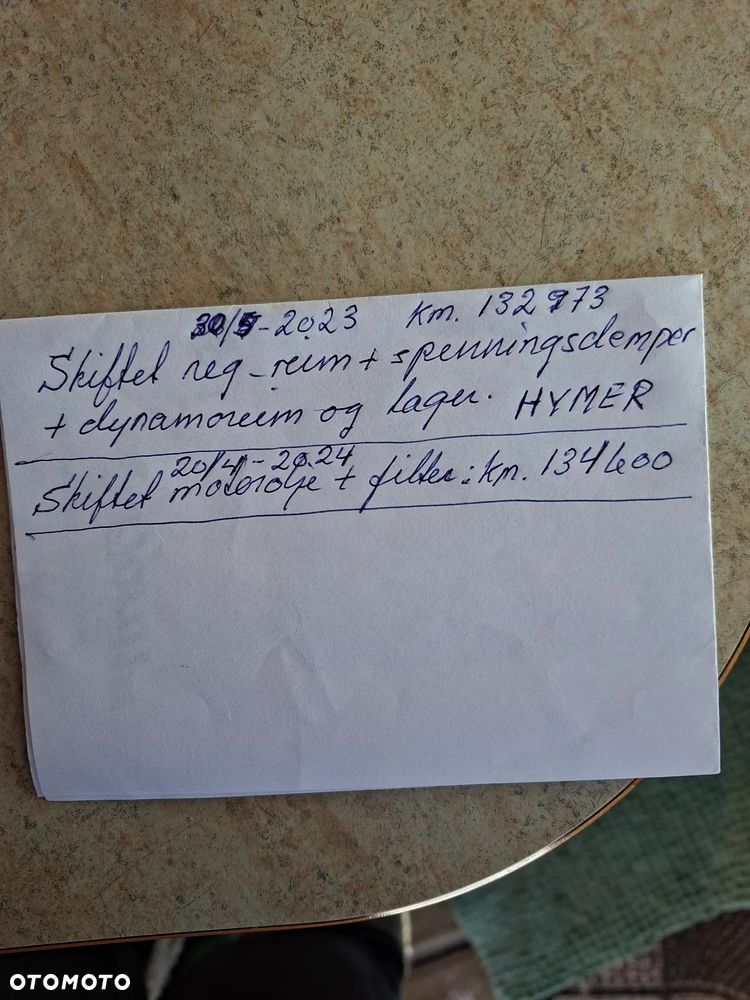 30/5-2023 km. 132973
Skiftet reg-reim + spenningsdemper
+ dynamoreim og lager. HYMER
20/4-2024
Skiftet motorolje + filter: km. 134600
OTOMOTO